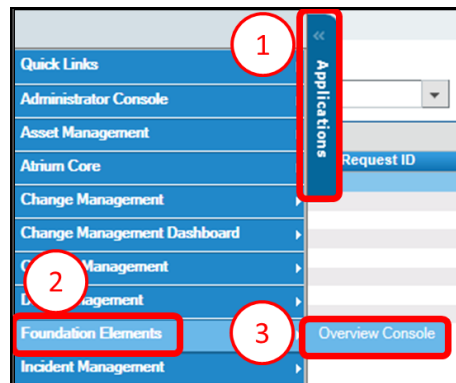 1
«
Applications
Quick Links
Administrator Console
Asset Management
Atrium Core
Request ID
Change Management
Change Management Dashboard
Management
2
Management
Foundation Elements
3
Overview Console
Incident Management